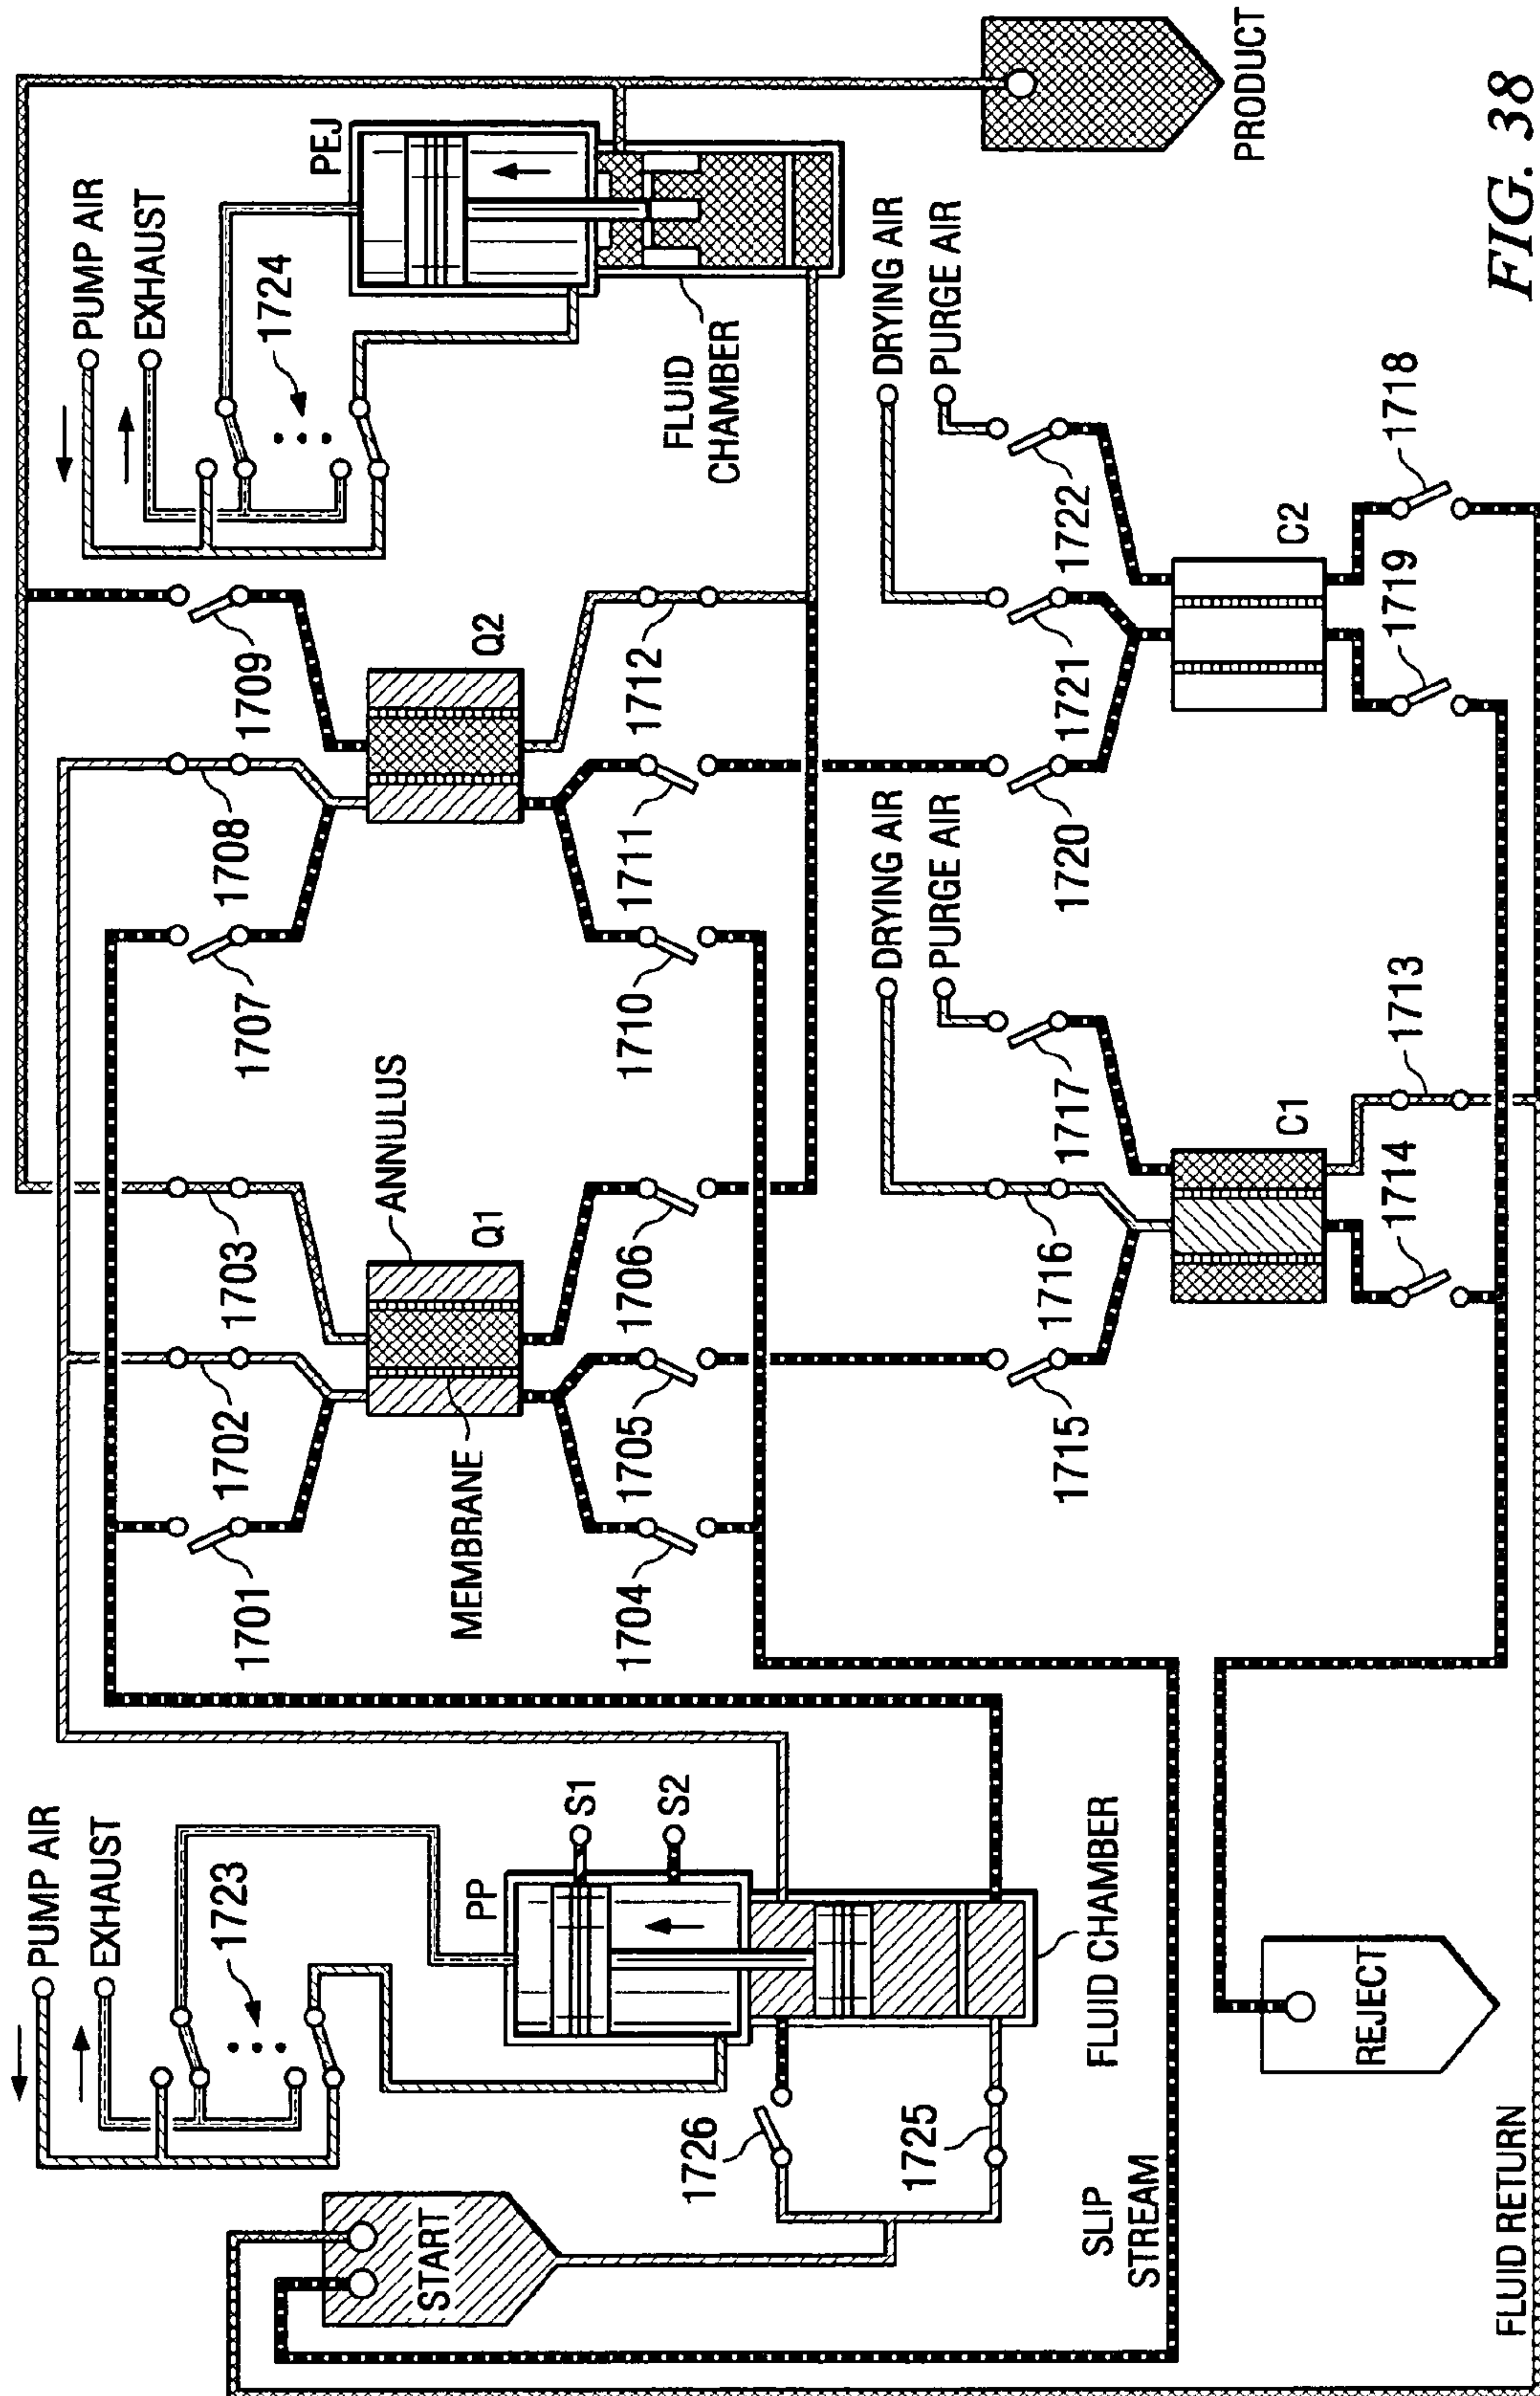 PUMP AIR
EXHAUST
1723
PP
S1
S2
START
1726
1725
SLIP
STREAM
FLUID CHAMBER
REJECT
FLUID RETURN
1701
1702
1703
MEMBRANE
ANNULUS
Q1
1704
1705
1706
1707
1708
1709
Q2
1710
1711
1712
PUMP AIR
EXHAUST
1724
PEJ
FLUID
CHAMBER
PRODUCT
DRYING AIR
PURGE AIR
1715
1716
1717
C1
1714
1713
DRYING AIR
PURGE AIR
1720
1721
1722
C2
1719
1718
FIG. 38